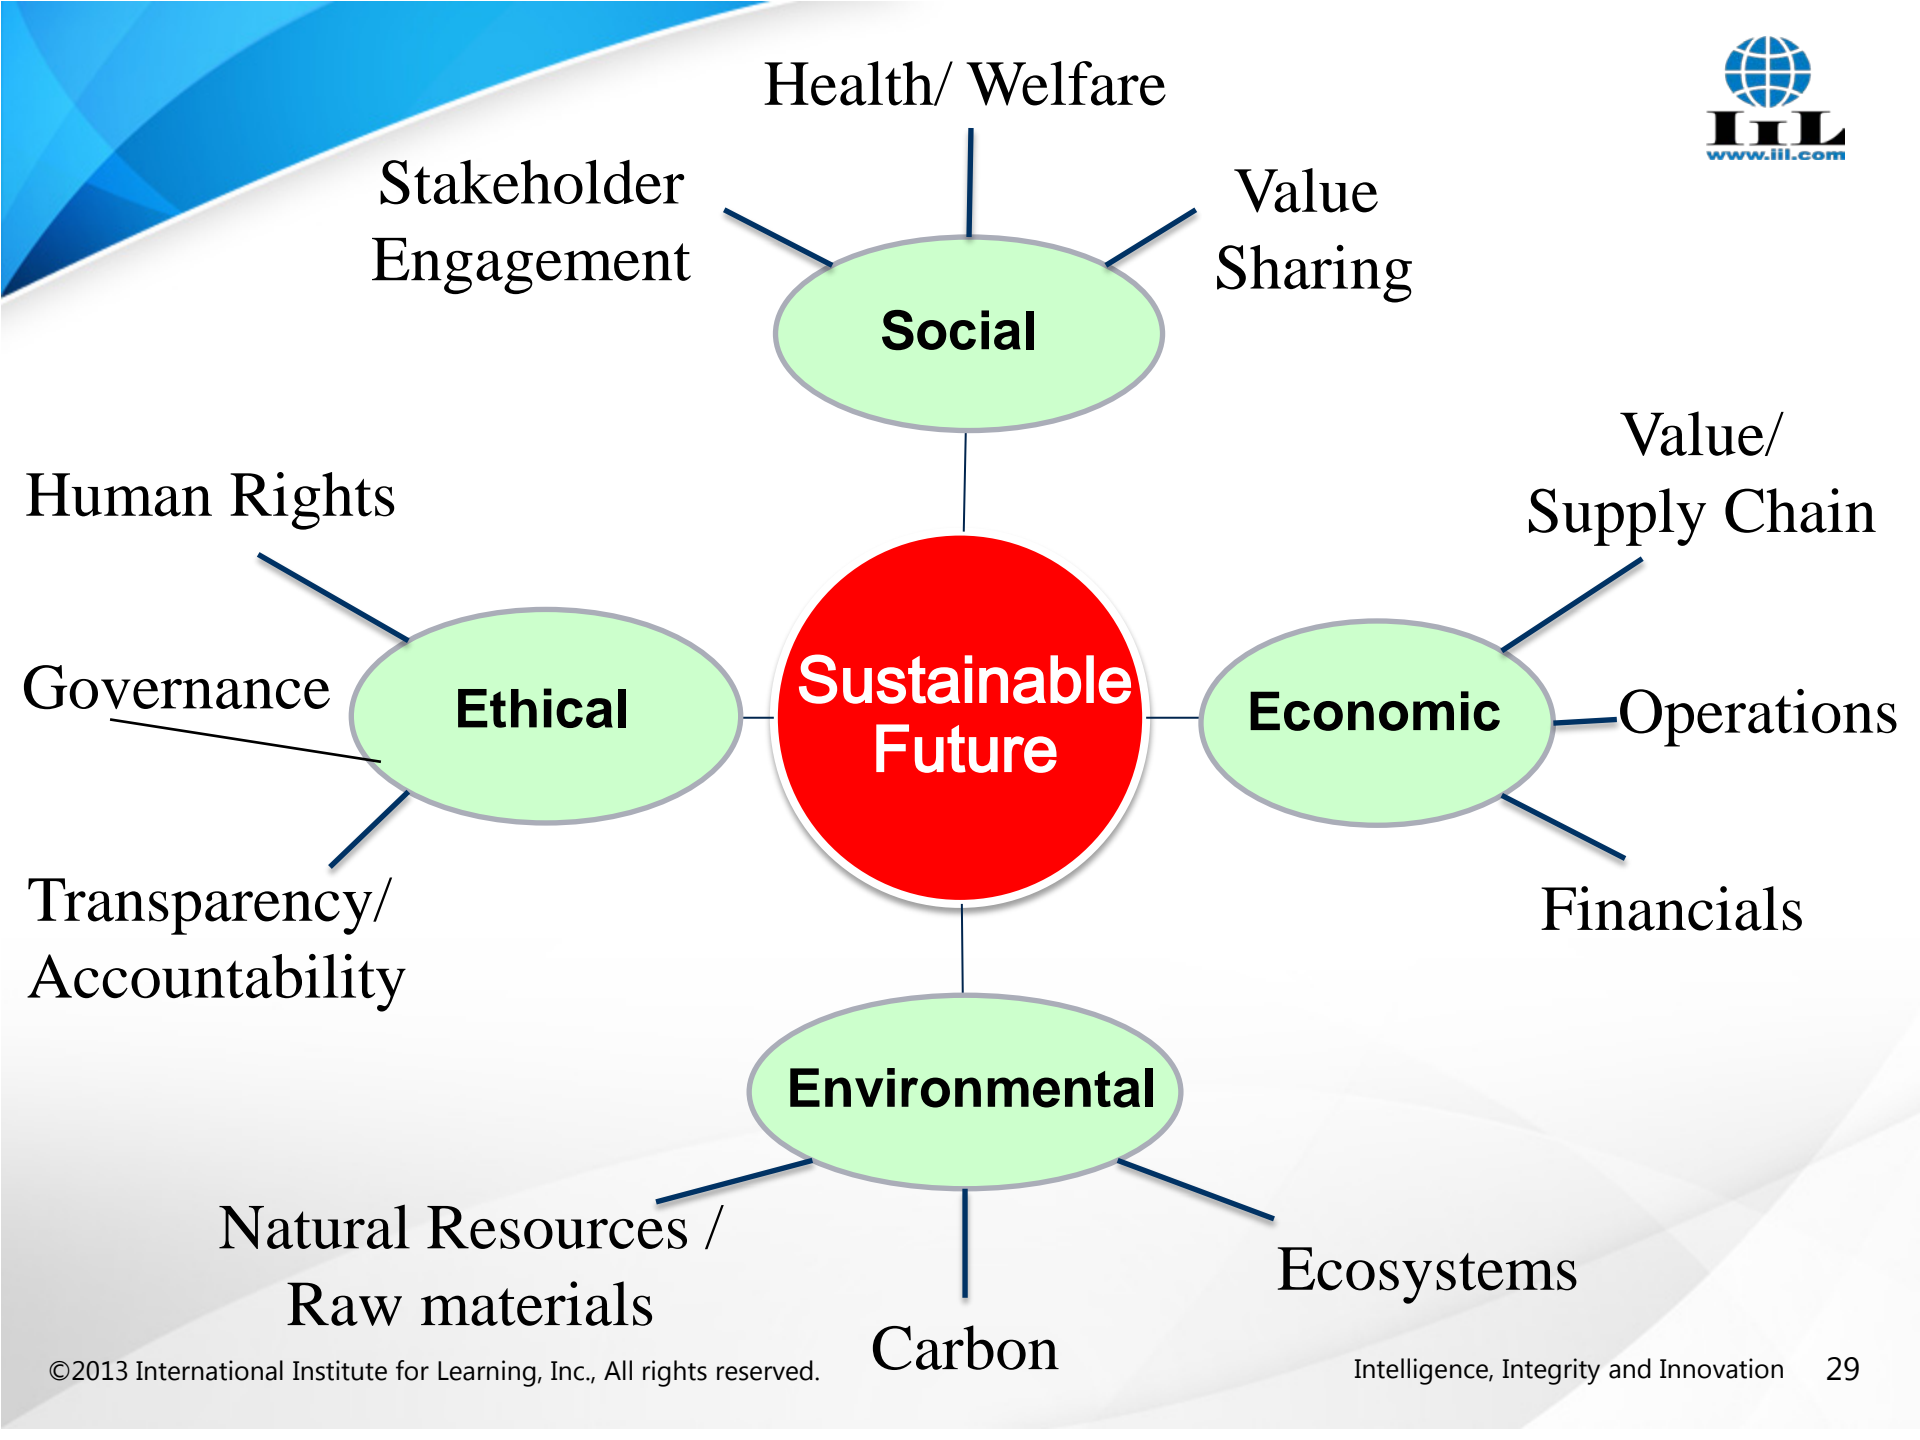 Health/ Welfare
IIL
www.iil.com
Stakeholder
Engagement
Value
Sharing
Social
Value/
Supply Chain
Human Rights
Sustainable
Future
Governance
Ethical
Economic
Operations
Transparency/
Accountability
Financials
Environmental
Natural Resources /
Raw materials
Ecosystems
Carbon
©2013 International Institute for Learning, Inc., All rights reserved.
Intelligence, Integrity and Innovation 29